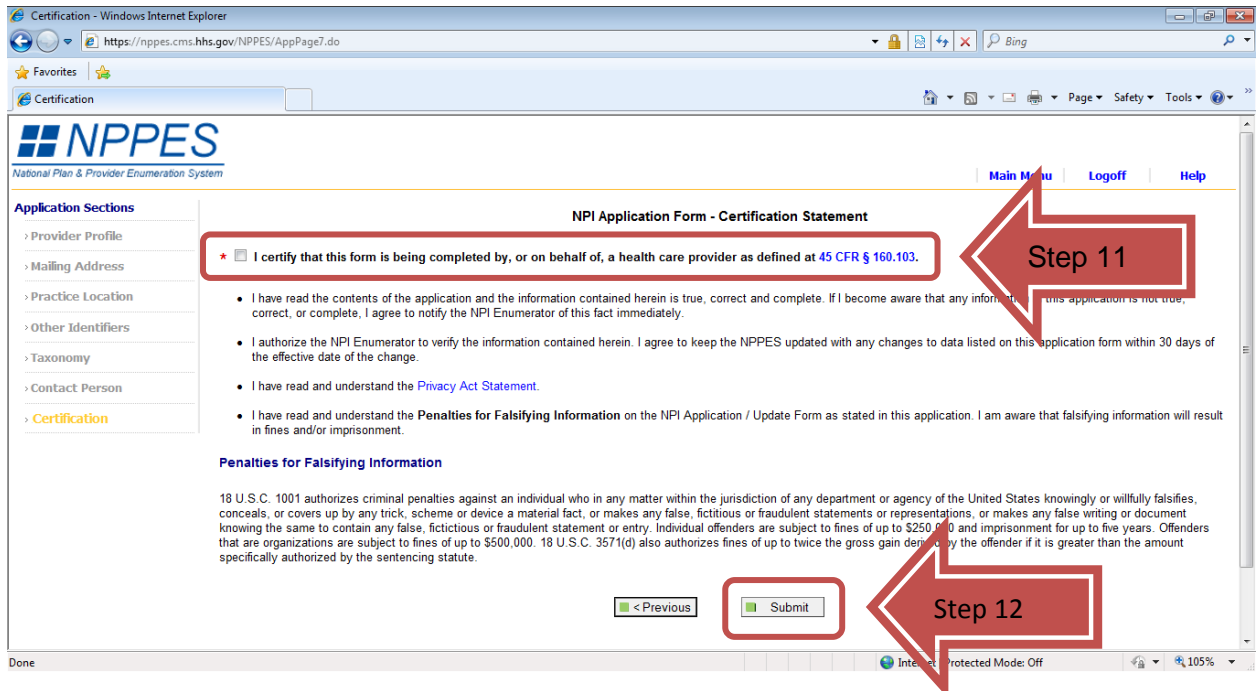 Certification - Windows Internet Explorer
https://nppes.cms.hhs.gov/NPPES/AppPage7.do
Bing
Favorites
Certification
Page Safety Tools
NPPES
National Plan & Provider Enumeration System
Main Menu Logoff Help
Application Sections
Provider Profile
Mailing Address
Practice Location
Other Identifiers
Taxonomy
Contact Person
Certification
NPI Application Form - Certification Statement
* I certify that this form is being completed by, or on behalf of, a health care provider as defined at 45 CFR § 160.103.
Step 11
• I have read the contents of the application and the information contained herein is true, correct and complete. If I become aware that any information in this application is not true,
correct, or complete, I agree to notify the NPI Enumerator of this fact immediately.
• I authorize the NPI Enumerator to verify the information contained herein. I agree to keep the NPPES updated with any changes to data listed on this application form within 30 days of
the effective date of the change.
• I have read and understand the Privacy Act Statement.
• I have read and understand the Penalties for Falsifying Information on the NPI Application / Update Form as stated in this application. I am aware that falsifying information will result
in fines and/or imprisonment.
Penalties for Falsifying Information
18 U.S.C. 1001 authorizes criminal penalties against an individual who in any matter within the jurisdiction of any department or agency of the United States knowingly or willfully falsifies,
conceals, or covers up by any trick, scheme or device a material fact, or makes any false, fictitious or fraudulent statements or representations, or makes any false writing or document
knowing the same to contain any false, fictictious or fraudulent statement or entry. Individual offenders are subject to fines of up to $250,000 and imprisonment for up to five years. Offenders
that are organizations are subject to fines of up to $500,000. 18 U.S.C. 3571(d) also authorizes fines of up to twice the gross gain derived by the offender if it is greater than the amount
specifically authorized by the sentencing statute.
< Previous
Submit
Step 12
Done
Internet | Protected Mode: Off
105%